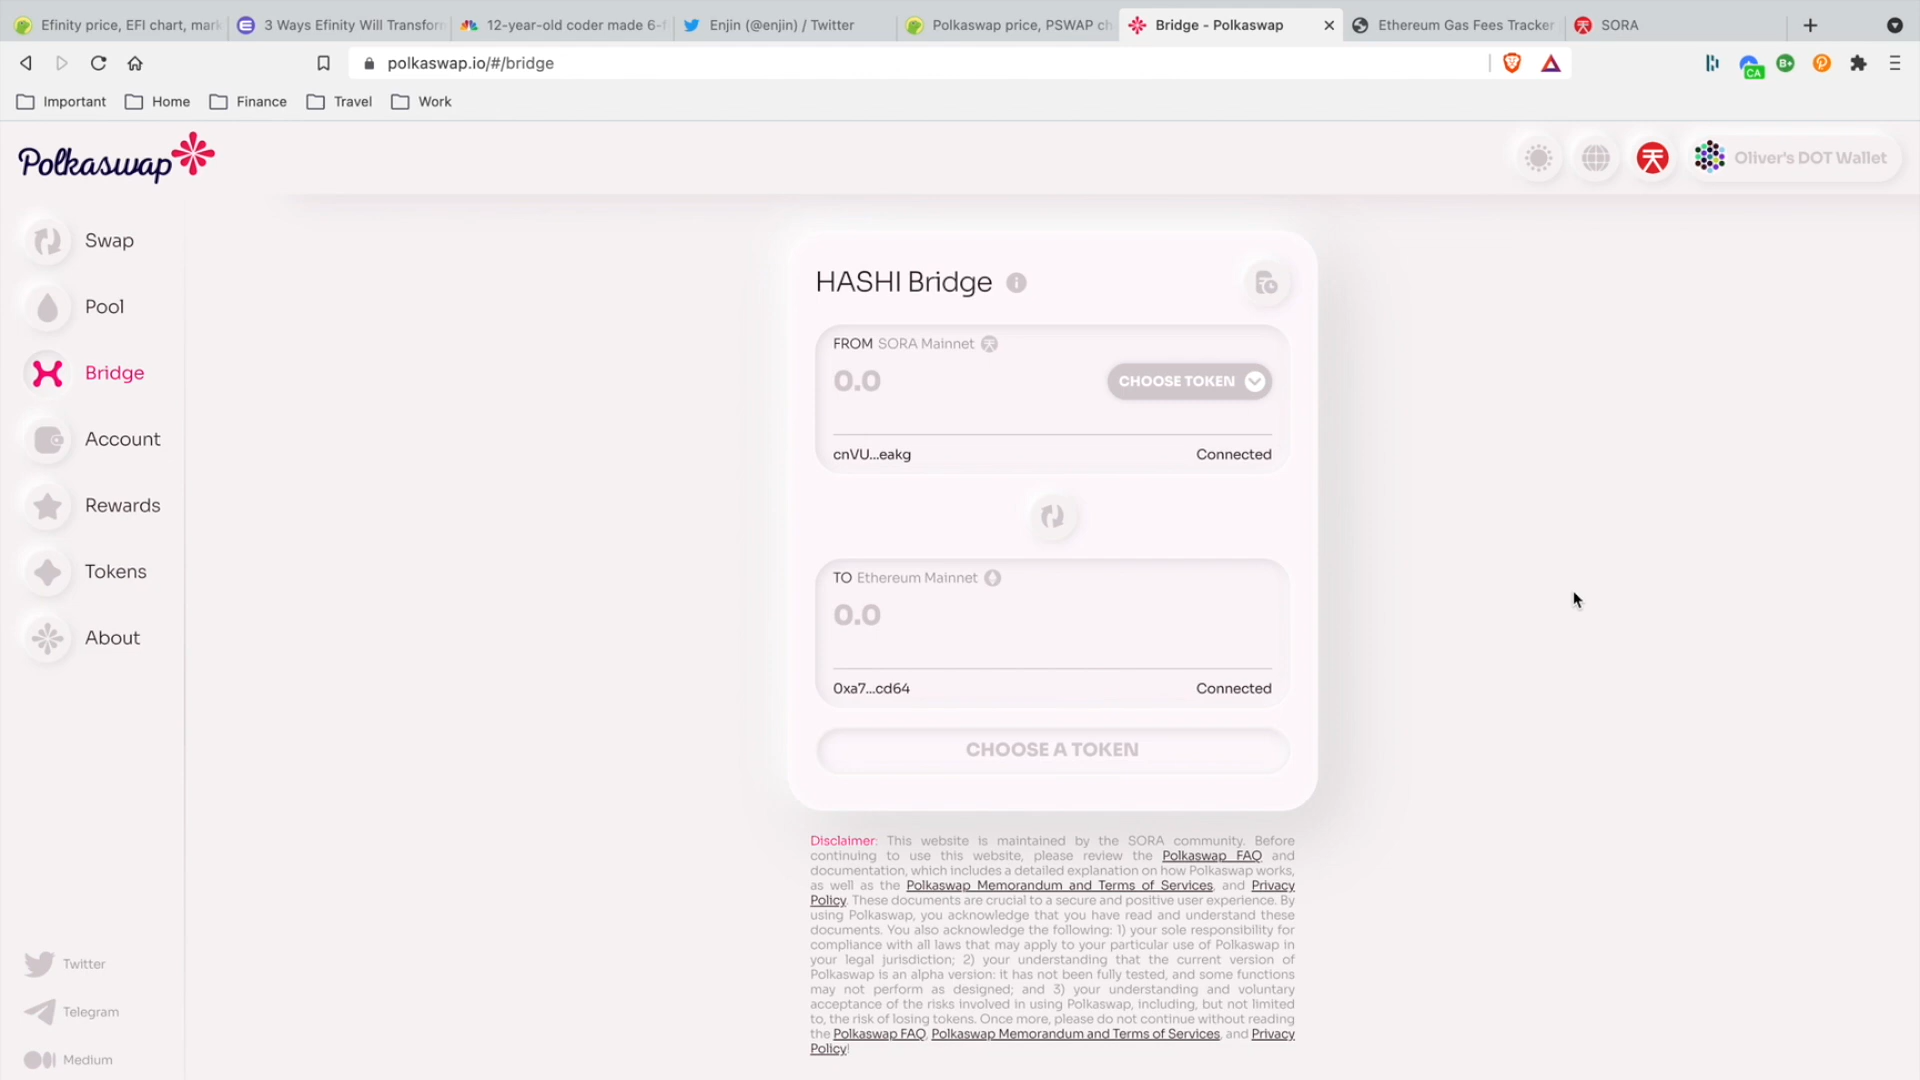 Efinity price, EFI chart, mark
3 Ways Efinity Will Transform
12-year-old coder made 6-f
Enjin (@enjin) / Twitter
Polkaswap price, PSWAP ch
Bridge - Polkaswap
Ethereum Gas Fees Tracker
SORA
polkaswap.io/#/bridge
CA
B+
Important
Home
Finance
Travel
Work
Polkaswap
Oliver's DOT Wallet
Swap
Pool
Bridge
Account
Rewards
Tokens
About
Twitter
Telegram
Medium
HASHI Bridge
FROM SORA Mainnet
0.0
CHOOSE TOKEN
cnVU...eakg
Connected
TO Ethereum Mainnet
0.0
0xa7...cd64
Connected
CHOOSE A TOKEN
Disclaimer: This website is maintained by the SORA community. Before
continuing to use this website, please review the Polkaswap FAQ and
documentation, which includes a detailed explanation on how Polkaswap works,
as well as the Polkaswap Memorandum and Terms of Services, and Privacy
Policy. These documents are crucial to a secure and positive user experience. By
using Polkaswap, you acknowledge that you have read and understand these
documents. You also acknowledge the following: 1) your sole responsibility for
compliance with all laws that may apply to your particular use of Polkaswap in
your legal jurisdiction; 2) your understanding that the current version of
Polkaswap is an alpha version: it has not been fully tested, and some functions
may not perform as designed; and 3) your understanding and voluntary
acceptance of the risks involved in using Polkaswap, including, but not limited
to, the risk of losing tokens. Once more, please do not continue without reading
the Polkaswap FAQ, Polkaswap Memorandum and Terms of Services, and Privacy
Policy!